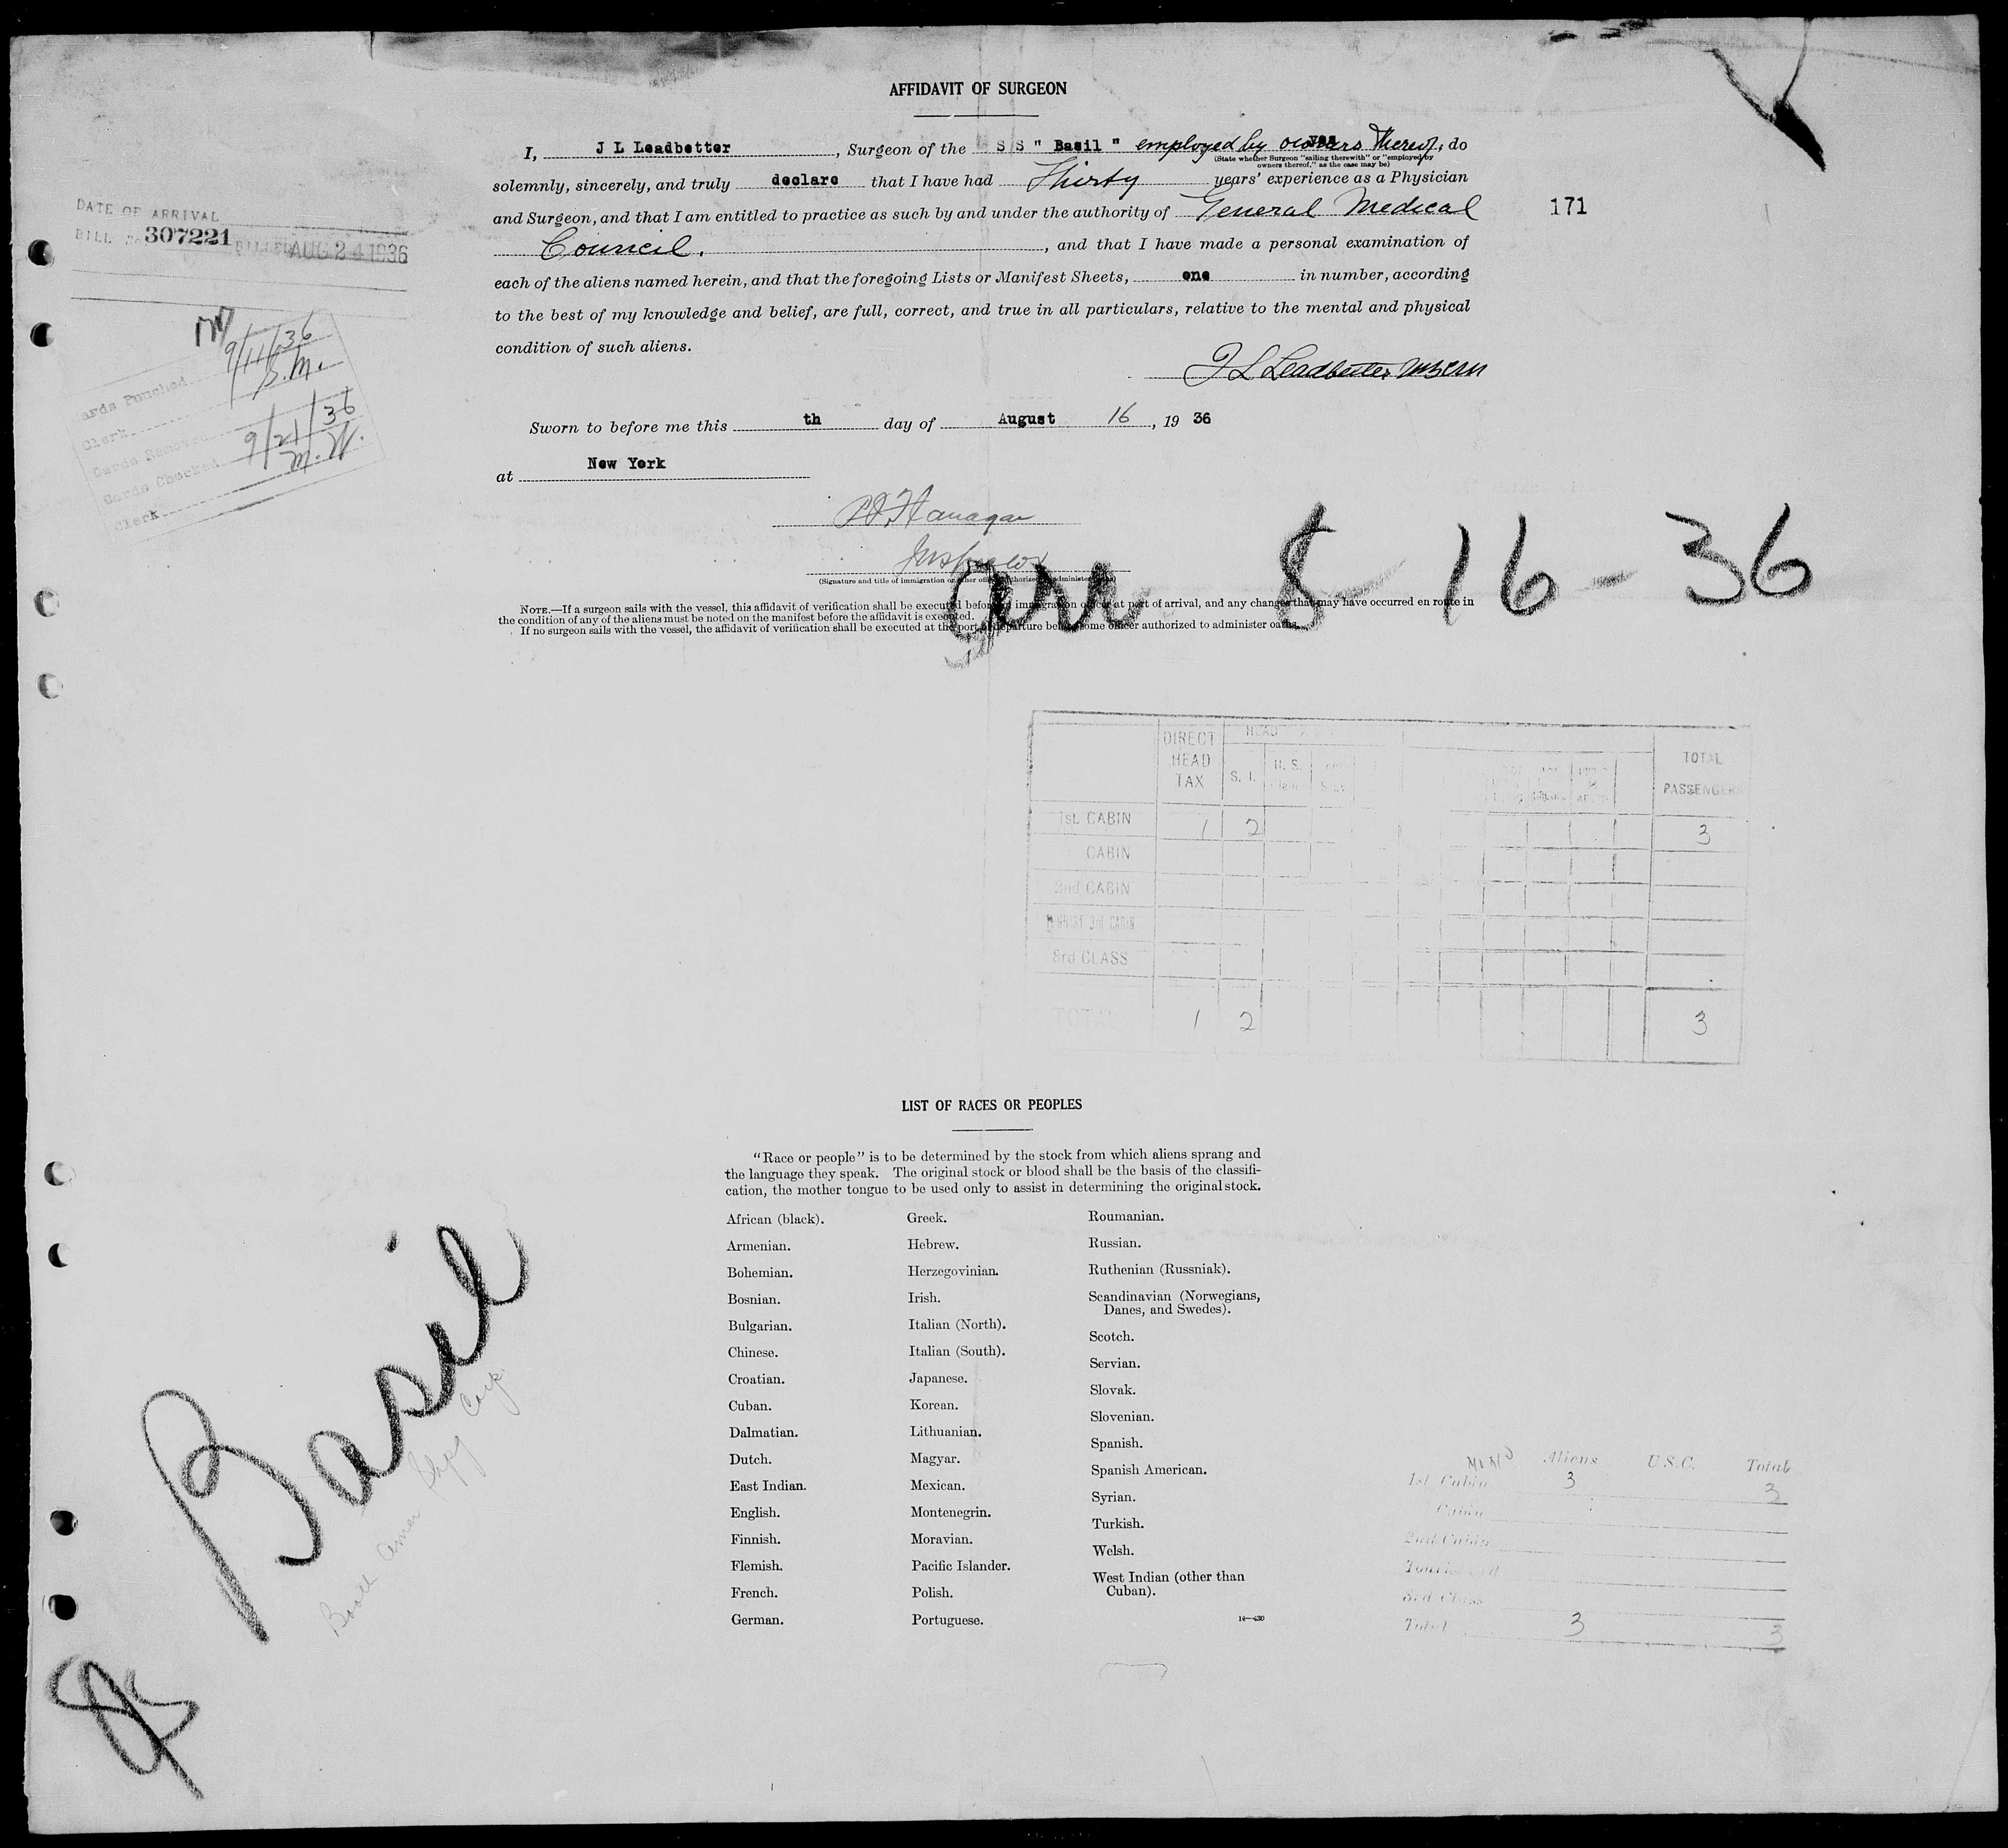 AFFIDAVIT OF SURGEON
I, J L Leadbetter, Surgeon of the S S " Basil " employed by owners thereof, do
(State whether Surgeon "sailing therewith" or "employed by
owners thereof," as the case may be)
solemnly, sincerely, and truly declare that I have had Thirty years' experience as a Physician
and Surgeon, and that I am entitled to practice as such by and under the authority of General Medical
171
Council., and that I have made a personal examination of
each of the aliens named herein, and that the foregoing Lists or Manifest Sheets, one in number, according
to the best of my knowledge and belief, are full, correct, and true in all particulars, relative to the mental and physical
condition of such aliens.
J L Leadbetter
Sworn to before me this th day of August 16, 19 36
at New York
Inspector
(Signature and title of immigration or other officer authorized to administer oaths)
NOTE.—If a surgeon sails with the vessel, this affidavit of verification shall be executed before an immigration officer at port of arrival, and any changes that may have occurred en route in
the condition of any of the aliens must be noted on the manifest before the affidavit is executed.
If no surgeon sails with the vessel, the affidavit of verification shall be executed at the port of departure before some officer authorized to administer oaths.
arr 8-16-36
DATE OF ARRIVAL
BILL 307221 BILLED AUG 24 1936
9/11/36
Cards Punched
S.M.
Clerk
Cards Removed
9/21/36
Cards Checked
M.W.
Clerk
DIRECT HEAD TAX HEAD
S. I. U. S.
TOTAL PASSENGERS
1st CABIN 1 2 3
CABIN
2nd CABIN
TOURIST 3rd CABIN
3rd CLASS
TOTAL 1 2 3
LIST OF RACES OR PEOPLES
"Race or people" is to be determined by the stock from which aliens sprang and
the language they speak. The original stock or blood shall be the basis of the classifi-
cation, the mother tongue to be used only to assist in determining the original stock.
African (black).
Armenian.
Bohemian.
Bosnian.
Bulgarian.
Chinese.
Croatian.
Cuban.
Dalmatian.
Dutch.
East Indian.
English.
Finnish.
Flemish.
French.
German.
Greek.
Hebrew.
Herzegovinian.
Irish.
Italian (North).
Italian (South).
Japanese.
Korean.
Lithuanian.
Magyar.
Mexican.
Montenegrin.
Moravian.
Pacific Islander.
Polish.
Portuguese.
Roumanian.
Russian.
Ruthenian (Russniak).
Scandinavian (Norwegians,
Danes, and Swedes).
Scotch.
Servian.
Slovak.
Slovenian.
Spanish.
Spanish American.
Syrian.
Turkish.
Welsh.
West Indian (other than
Cuban).
14—430
Basil
Booth Amer Shpg Corp.
Aliens U.S.C. Total
1st Cabin 3 3
Cabin
2nd Cabin
Tourist 3rd
3rd Class
Total 3 3